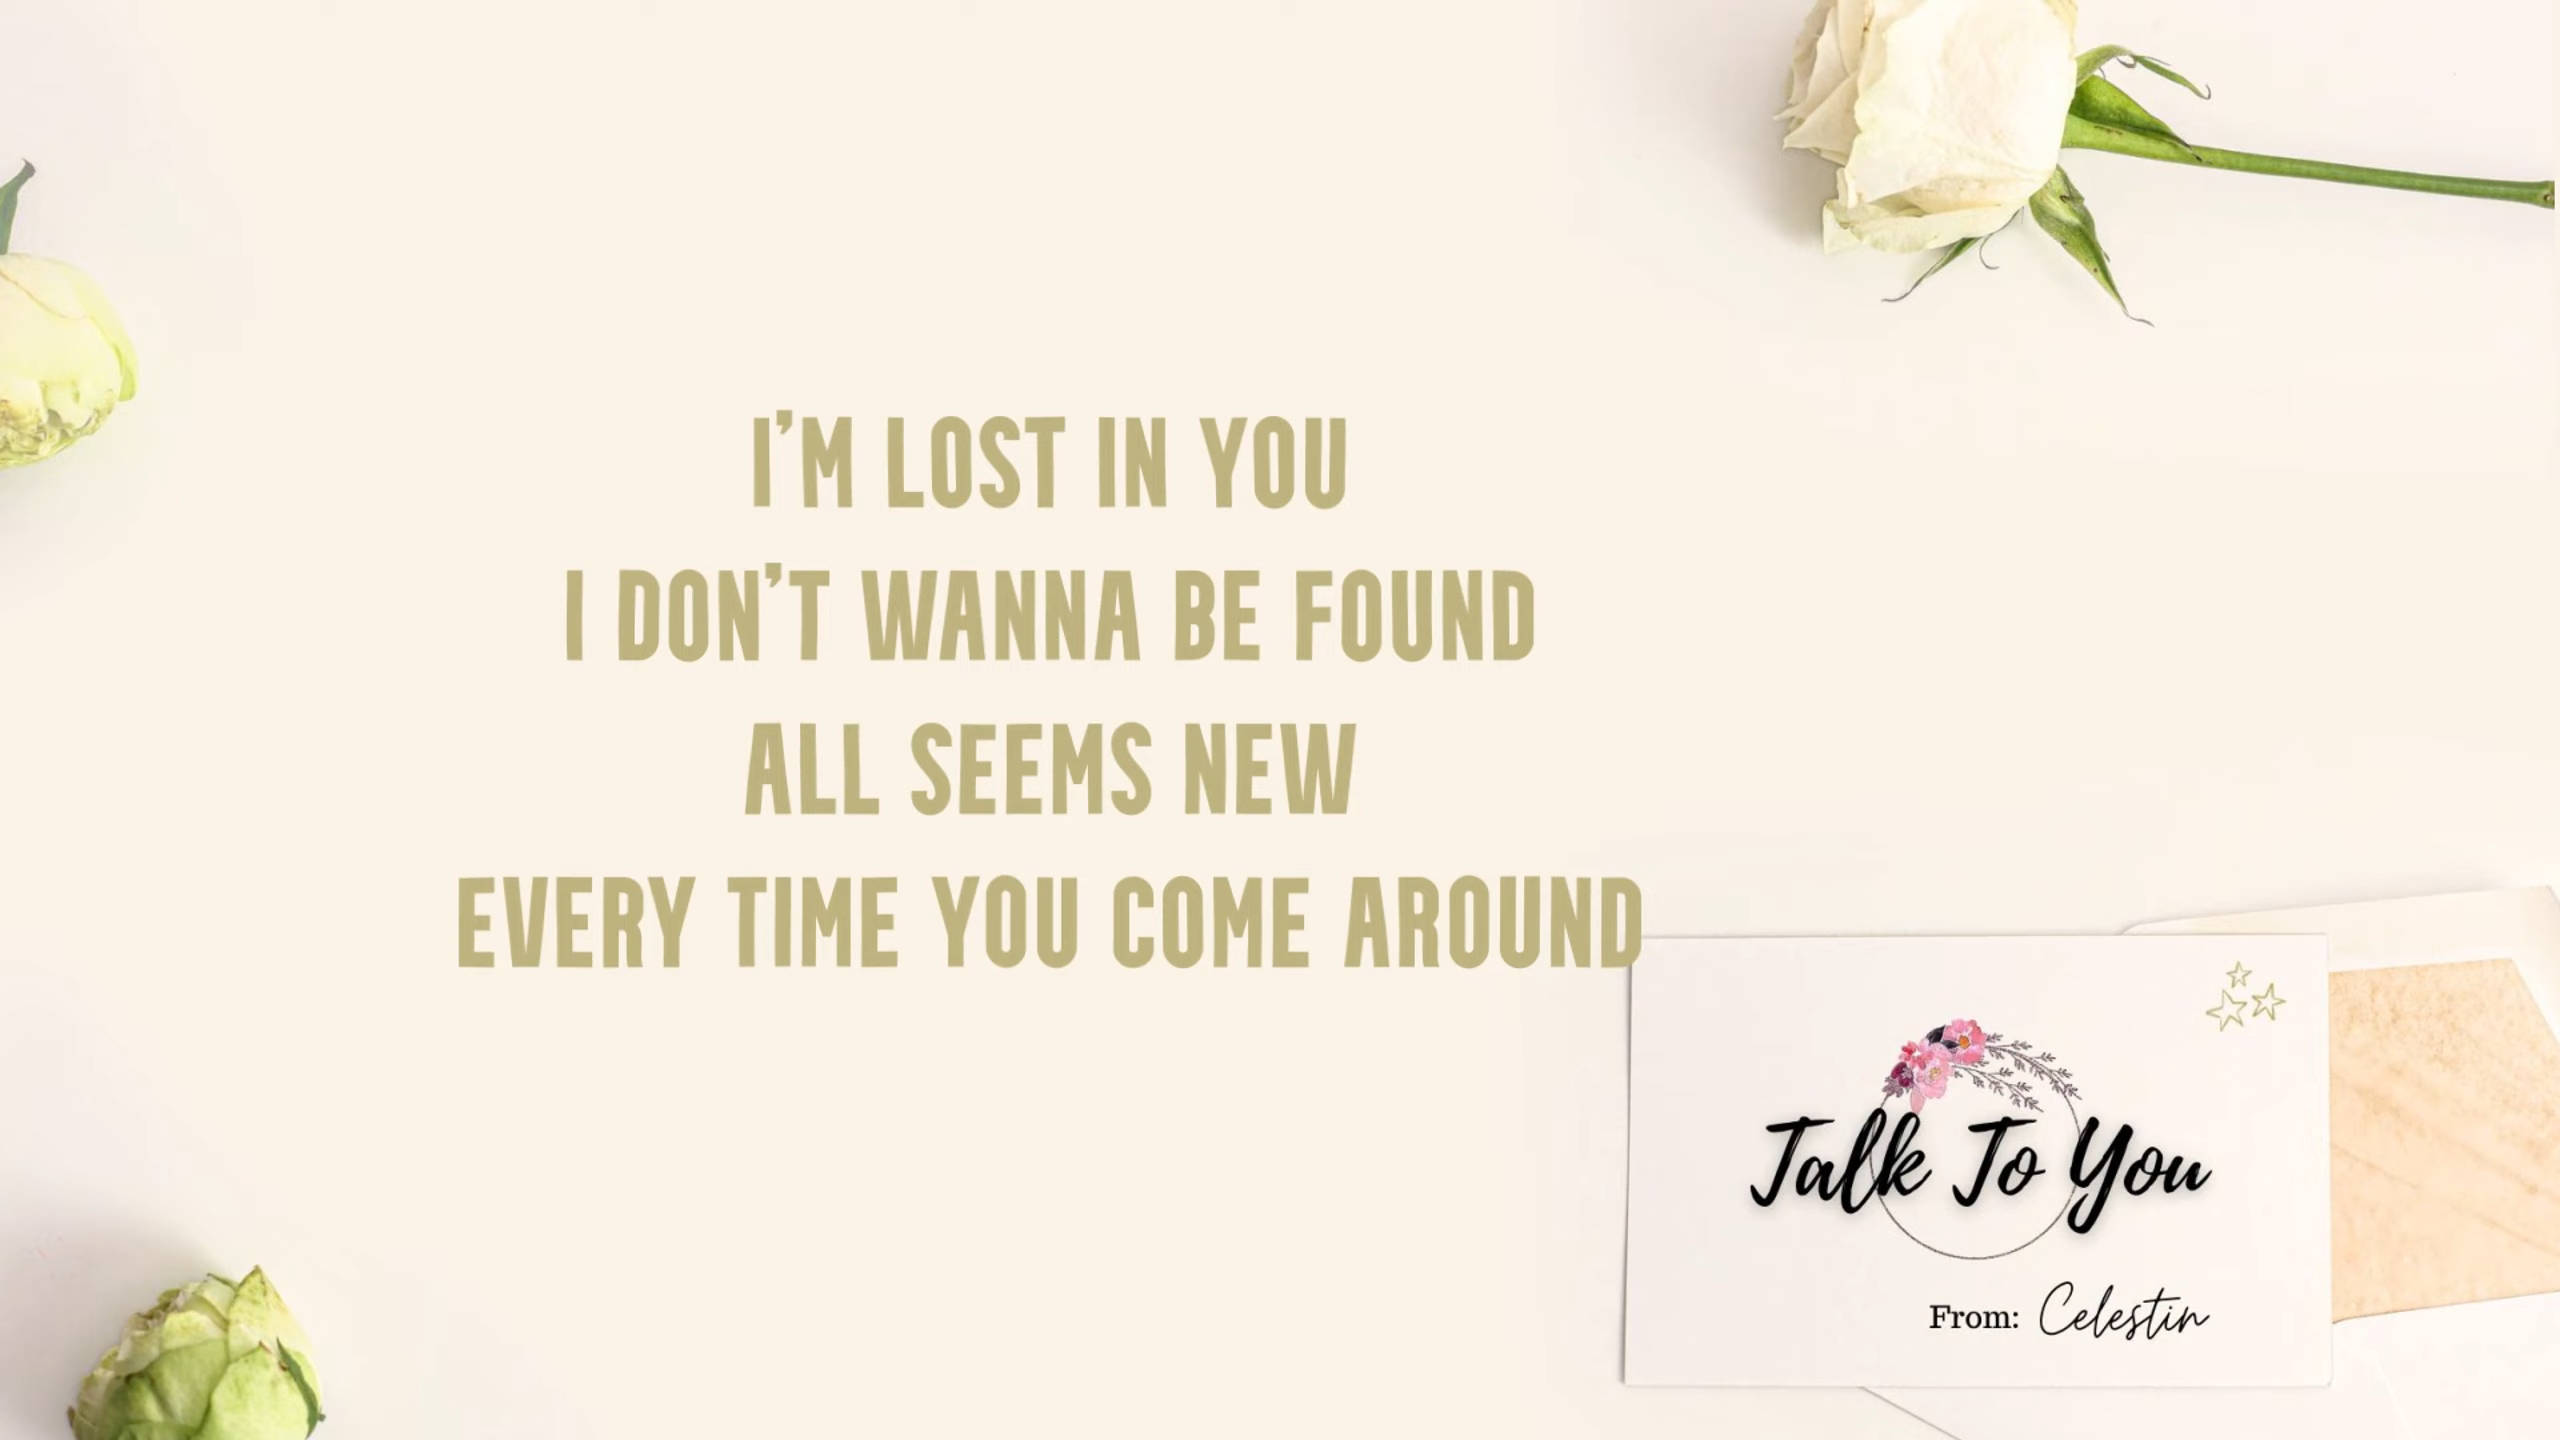 I'M LOST IN YOU
I DON'T WANNA BE FOUND
ALL SEEMS NEW
EVERY TIME YOU COME AROUND
Talk To You
From: Celestin